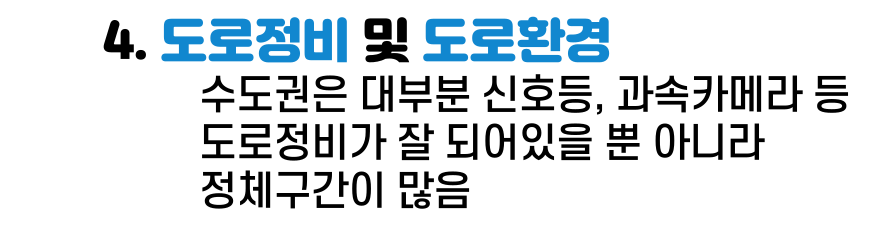 4. 도로정비 및 도로환경
수도권은 대부분 신호등, 과속카메라 등
도로정비가 잘 되어있을 뿐 아니라
정체구간이 많음